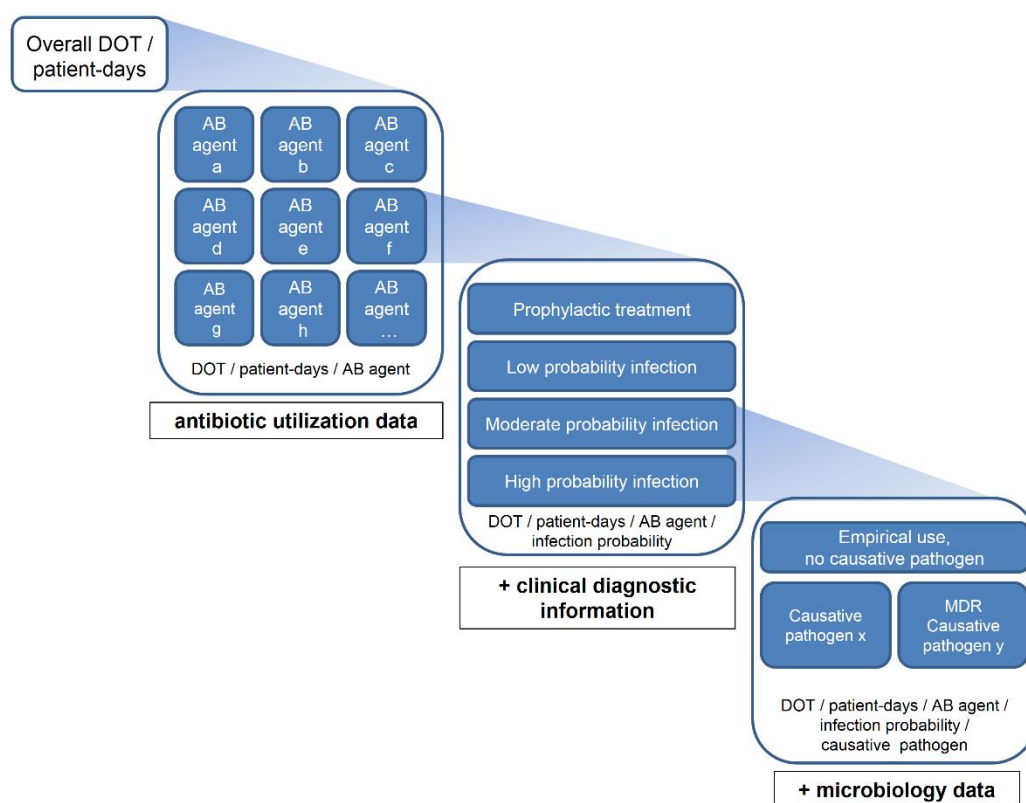 Overall DOT /
patient-days
AB
agent
a
AB
agent
b
AB
agent
c
AB
agent
d
AB
agent
e
AB
agent
f
AB
agent
g
AB
agent
h
AB
agent
...
DOT / patient-days / AB agent
antibiotic utilization data
Prophylactic treatment
Low probability infection
Moderate probability infection
High probability infection
DOT / patient-days / AB agent /
infection probability
+ clinical diagnostic
information
Empirical use,
no causative pathogen
Causative
pathogen x
MDR
Causative
pathogen y
DOT / patient-days / AB agent /
infection probability /
causative pathogen
+ microbiology data